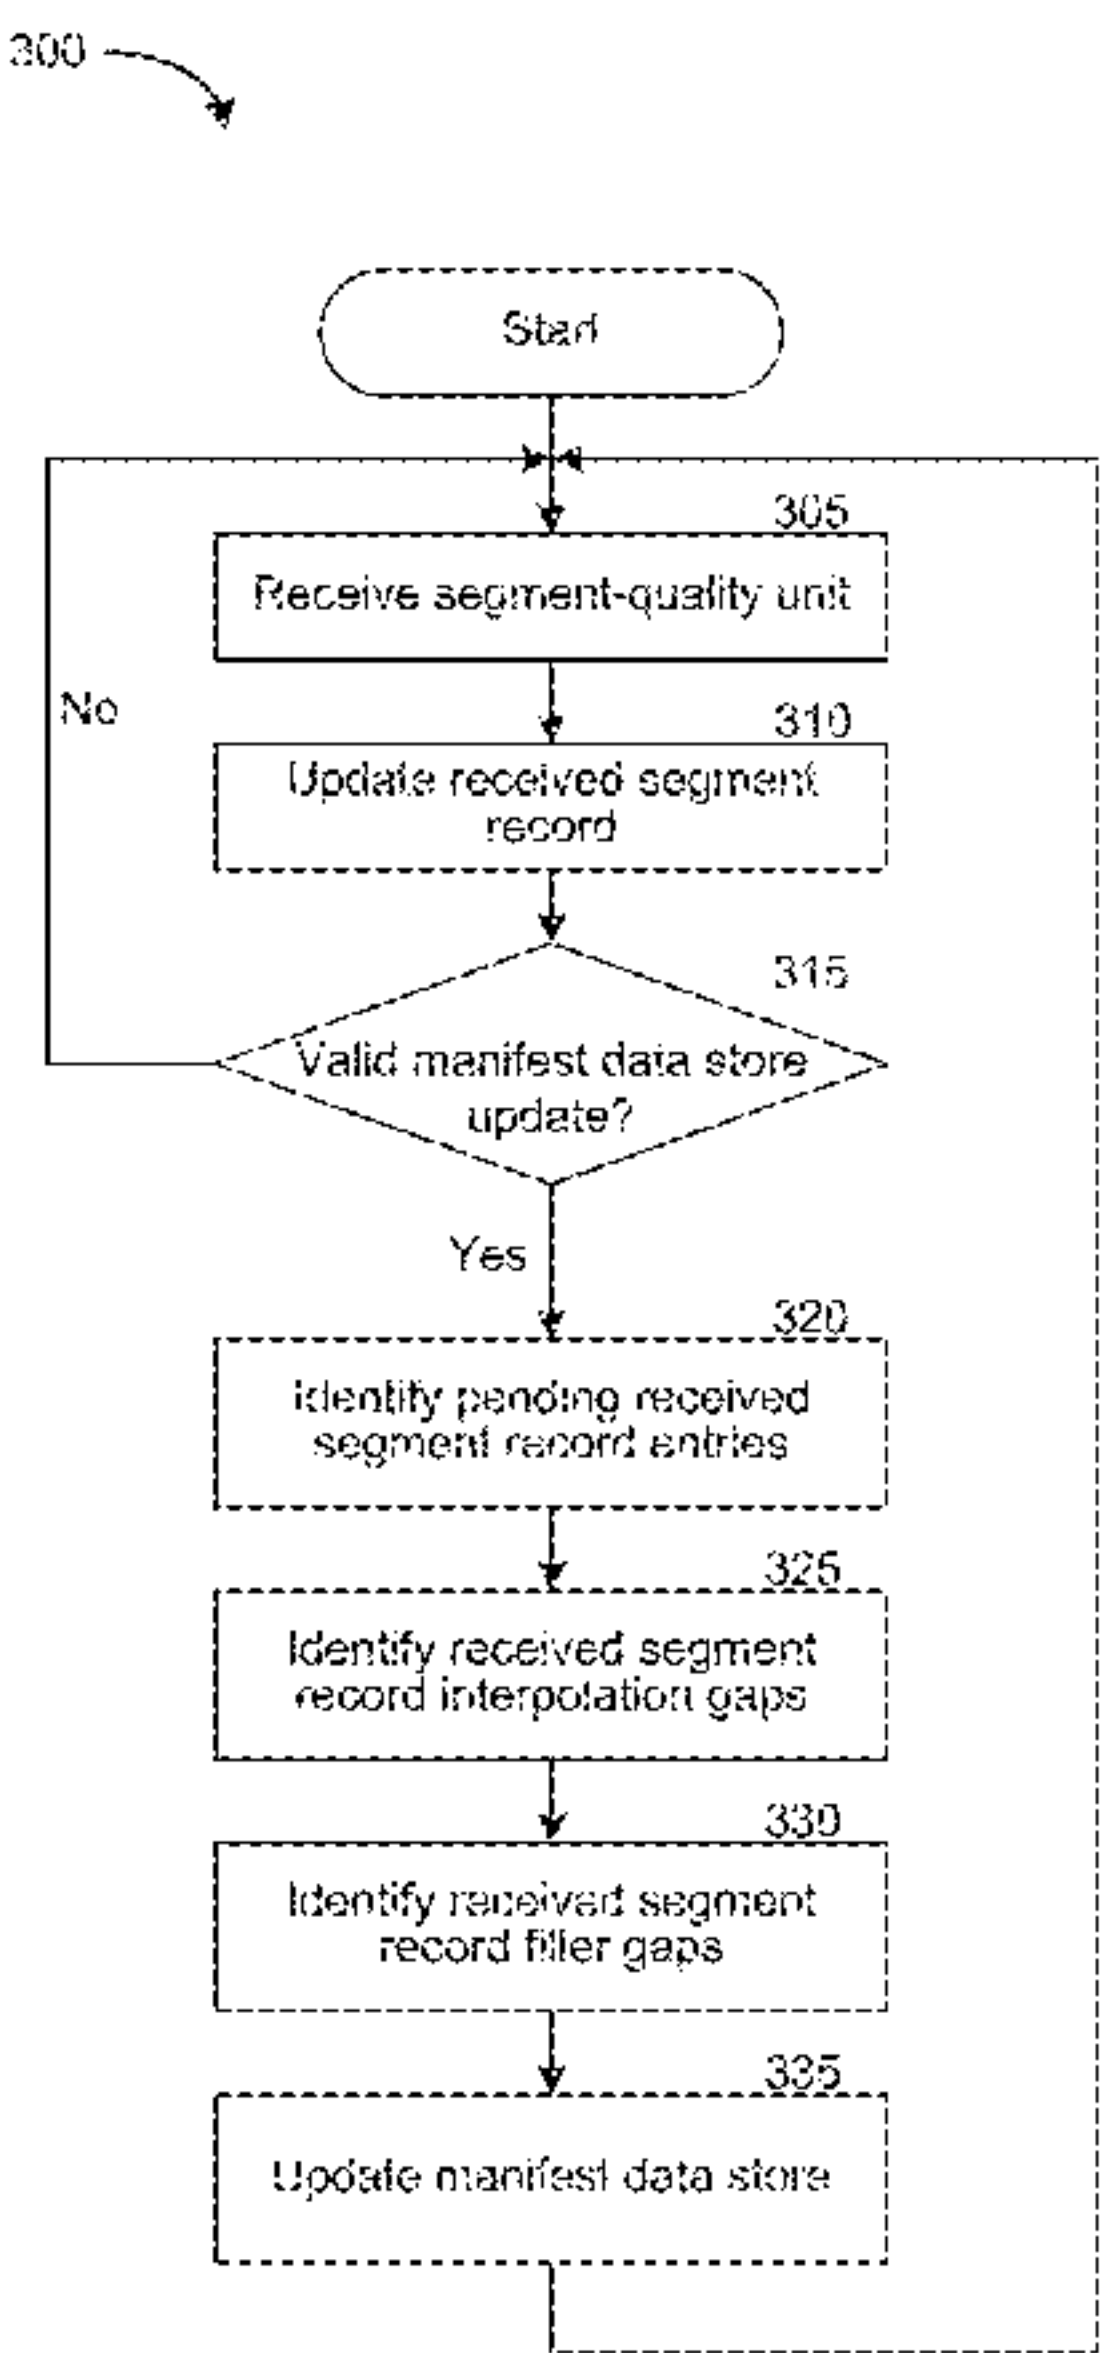 300
Start
305
Receive segment-quality unit
No
310
Update received segment
record
315
Valid manifest data store
update?
Yes
320
Identify pending received
segment record entries
325
Identify received segment
record interpolation gaps
330
Identify received segment
record filler gaps
335
Update manifest data store